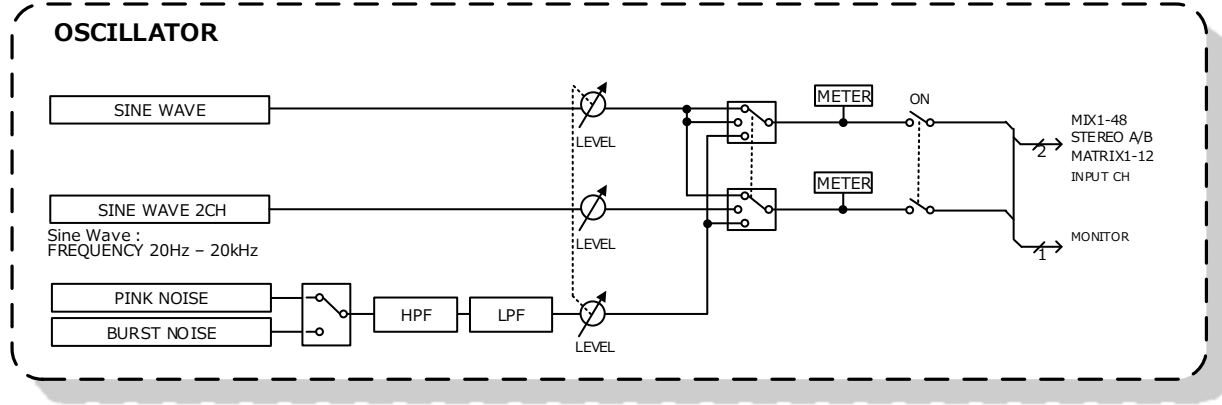 OSCILLATOR
SINE WAVE
LEVEL
METER
ON
MIX1-48
STEREO A/B
MATRIX1-12
INPUT CH
2
SINE WAVE 2CH
Sine Wave :
FREQUENCY 20Hz – 20kHz
LEVEL
METER
MONITOR
1
PINK NOISE
BURST NOISE
HPF
LPF
LEVEL